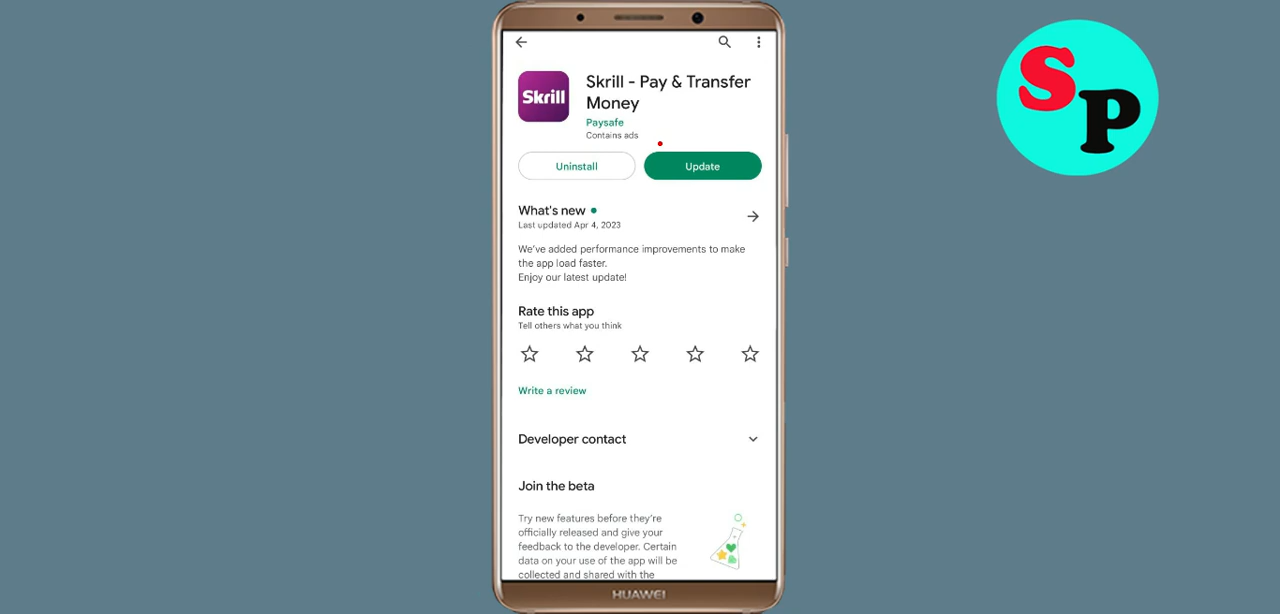 Skrill
Skrill - Pay & Transfer
Money
Paysafe
Contains ads
Uninstall
Update
What's new
Last updated Apr 4, 2023
We've added performance improvements to make
the app load faster.
Enjoy our latest update!
Rate this app
Tell others what you think
Write a review
Developer contact
Join the beta
Try new features before they're
officially released and give your
feedback to the developer. Certain
data on your use of the app will be
collected and shared with the
HUAWEI
SP